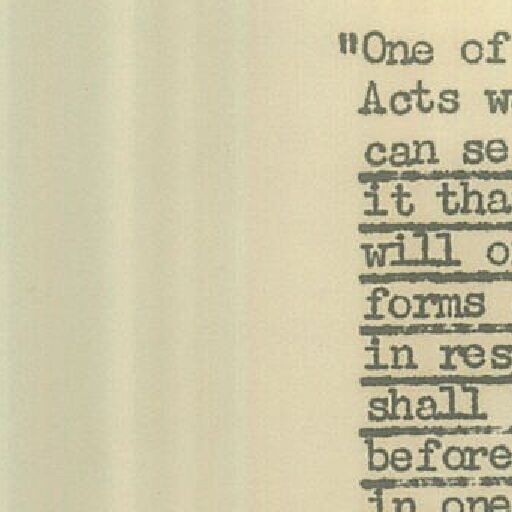 "One of
Acts w
can se
it tha
will o
forms
in res
shall
before
in one